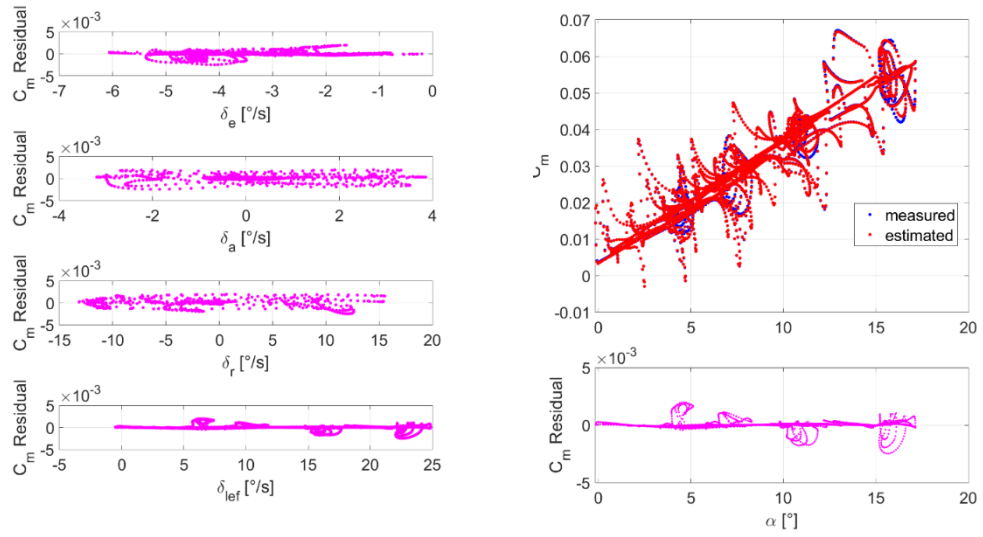 ×10⁻³
5
0
-5
C_m Residual
-7 -6 -5 -4 -3 -2 -1 0
δ_e [°/s]
×10⁻³
5
0
-5
C_m Residual
-4 -2 0 2 4
δ_a [°/s]
×10⁻³
5
0
-5
C_m Residual
-15 -10 -5 0 5 10 15 20
δ_r [°/s]
×10⁻³
5
0
-5
C_m Residual
-5 0 5 10 15 20 25
δ_lef [°/s]
0.07
0.06
0.05
0.04
0.03
0.02
0.01
0
-0.01
C_m
measured
estimated
0 5 10 15 20
×10⁻³
5
0
-5
C_m Residual
0 5 10 15 20
α [°]